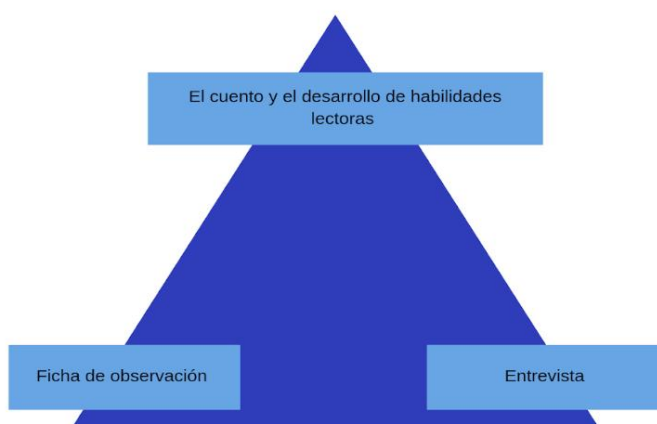 El cuento y el desarrollo de habilidades
lectoras
Ficha de observación
Entrevista